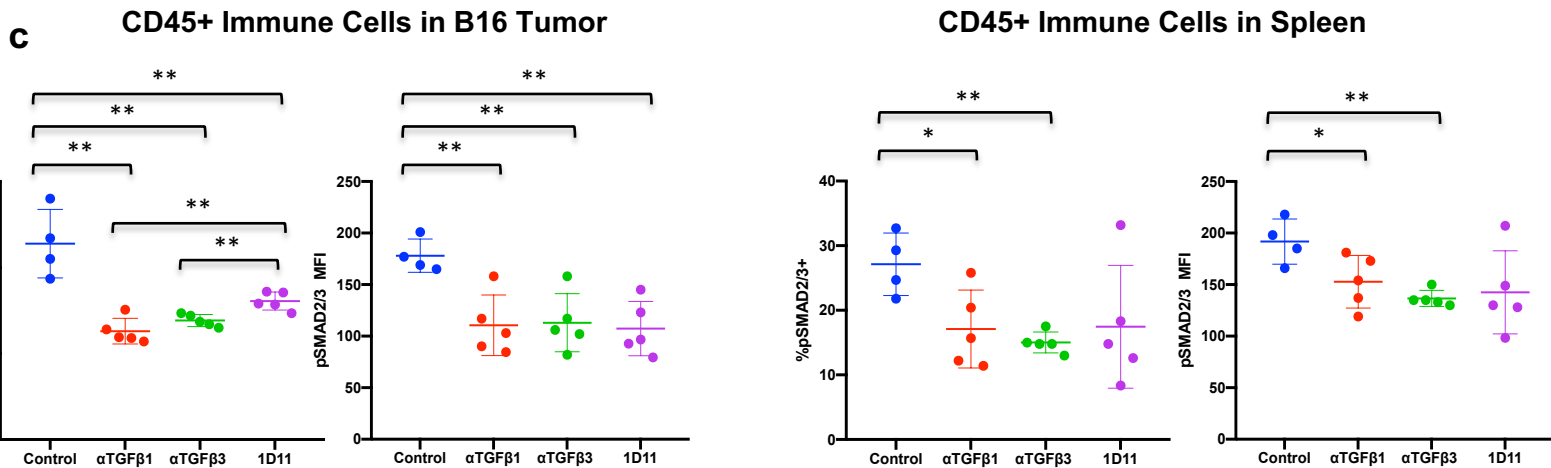 c
CD45+ Immune Cells in B16 Tumor
CD45+ Immune Cells in Spleen
**
**
**
**
**
Control
αTGFβ1
αTGFβ3
1D11
**
**
**
pSMAD2/3 MFI
250
200
150
100
50
0
Control
αTGFβ1
αTGFβ3
1D11
**
*
%pSMAD2/3+
40
30
20
10
0
Control
αTGFβ1
αTGFβ3
1D11
**
*
pSMAD2/3 MFI
250
200
150
100
50
0
Control
αTGFβ1
αTGFβ3
1D11